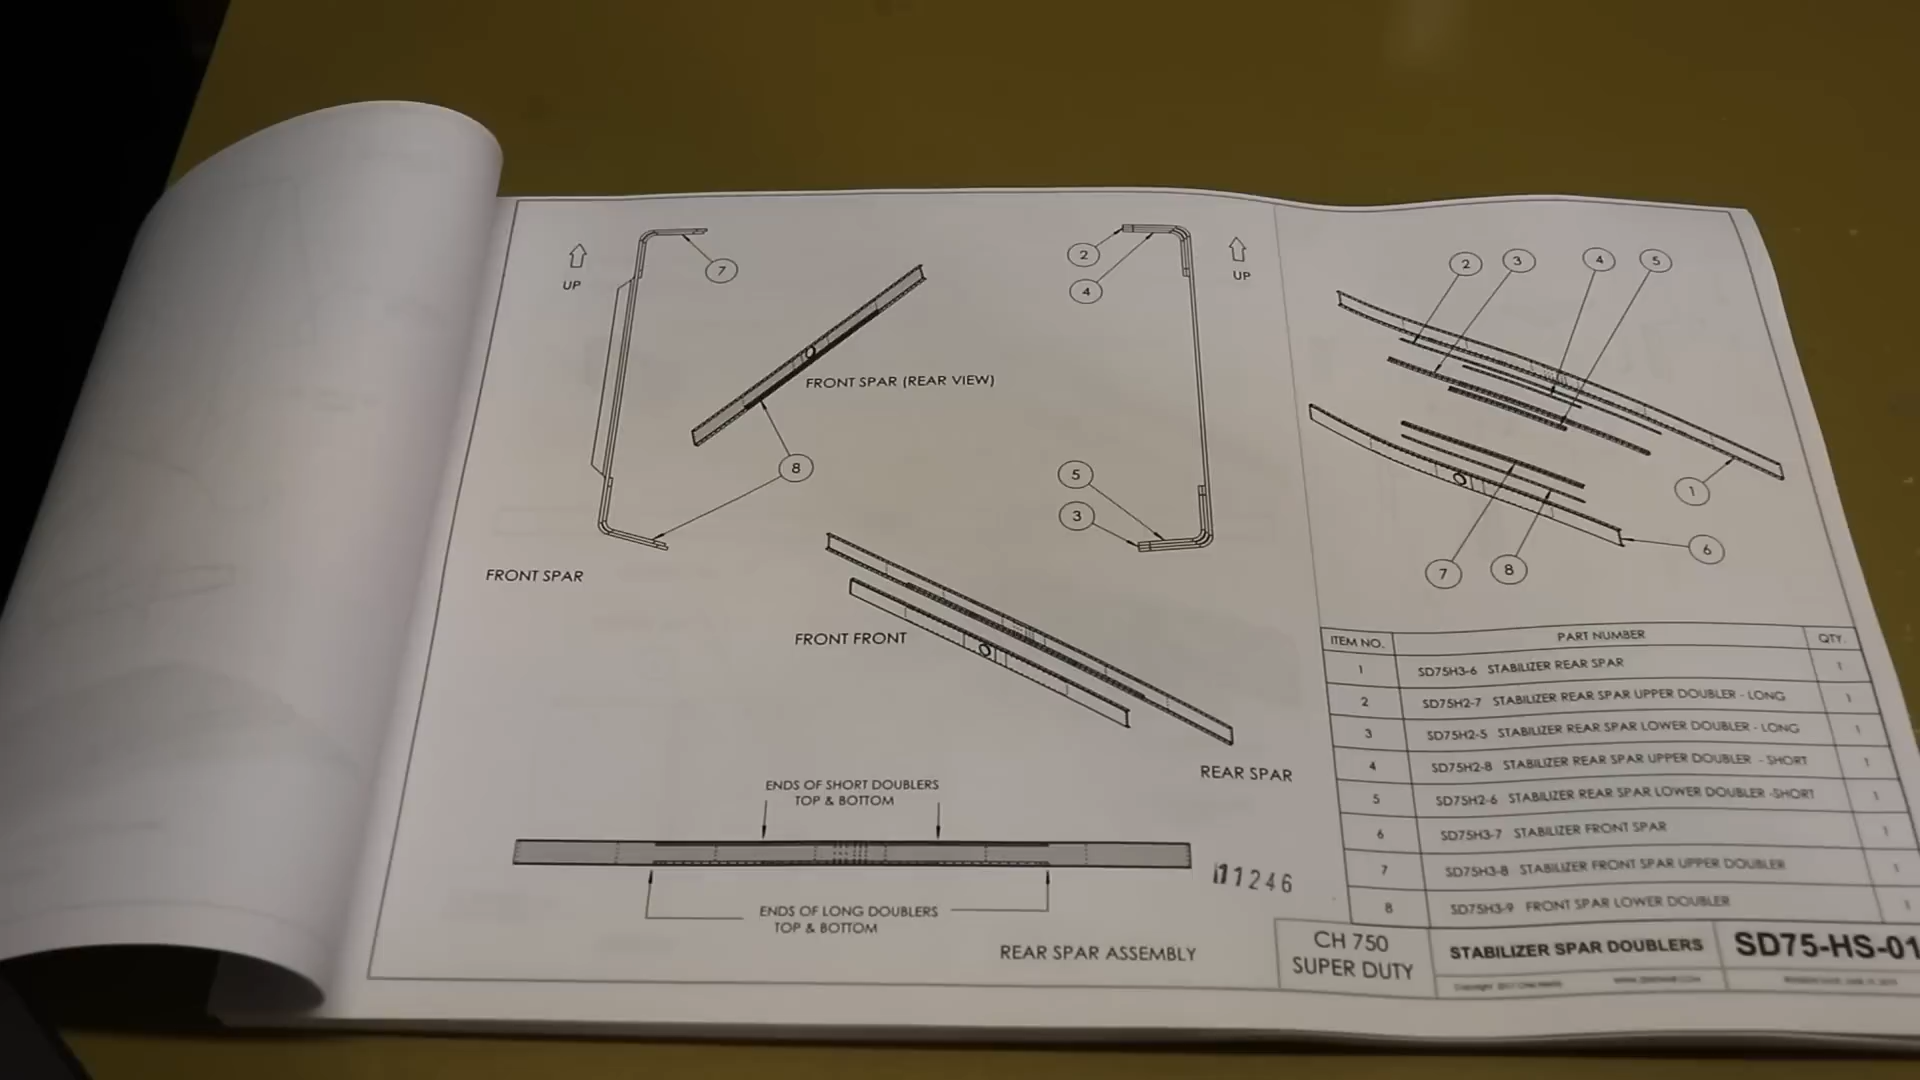 UP
7
2
4
UP
FRONT SPAR (REAR VIEW)
8
5
3
FRONT SPAR
FRONT FRONT
REAR SPAR
ENDS OF SHORT DOUBLERS
TOP & BOTTOM
ENDS OF LONG DOUBLERS
TOP & BOTTOM
11246
REAR SPAR ASSEMBLY
2 3 4 5
1
6
7 8
ITEM NO. PART NUMBER QTY.
1 SD75H3-6 STABILIZER REAR SPAR 1
2 SD75H2-7 STABILIZER REAR SPAR UPPER DOUBLER - LONG 1
3 SD75H2-5 STABILIZER REAR SPAR LOWER DOUBLER - LONG 1
4 SD75H2-8 STABILIZER REAR SPAR UPPER DOUBLER - SHORT 1
5 SD75H2-6 STABILIZER REAR SPAR LOWER DOUBLER -SHORT 1
6 SD75H3-7 STABILIZER FRONT SPAR 1
7 SD75H3-8 STABILIZER FRONT SPAR UPPER DOUBLER 1
8 SD75H3-9 FRONT SPAR LOWER DOUBLER 1
CH 750
SUPER DUTY
STABILIZER SPAR DOUBLERS
SD75-HS-01